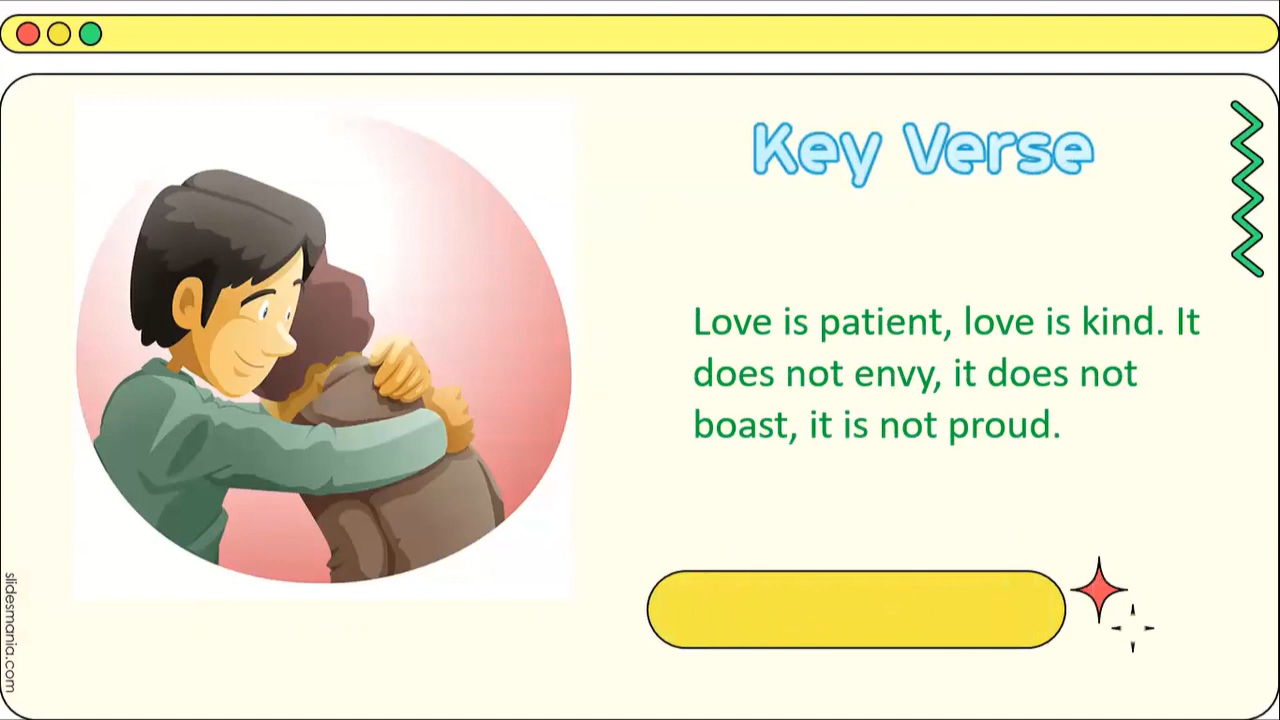 Key Verse
Love is patient, love is kind. It
does not envy, it does not
boast, it is not proud.
slidesmania.com